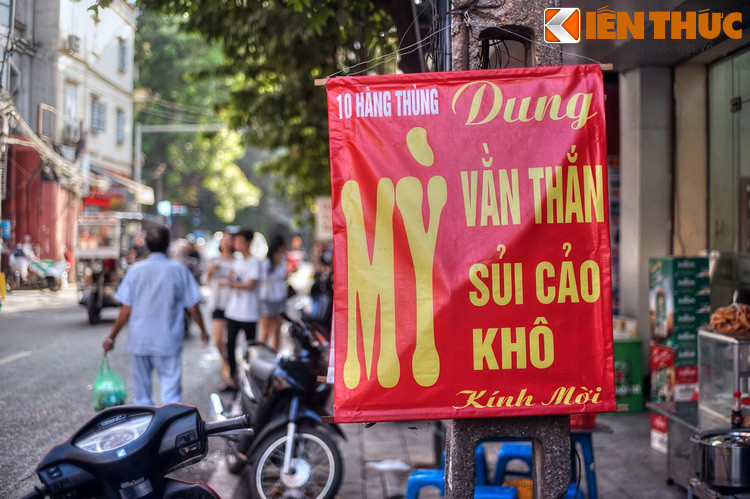 KIẾN THỨC
10 HÀNG THÙNG
Dung
MỲ
VẰN THẮN
SỦI CẢO
KHÔ
Kính Mời